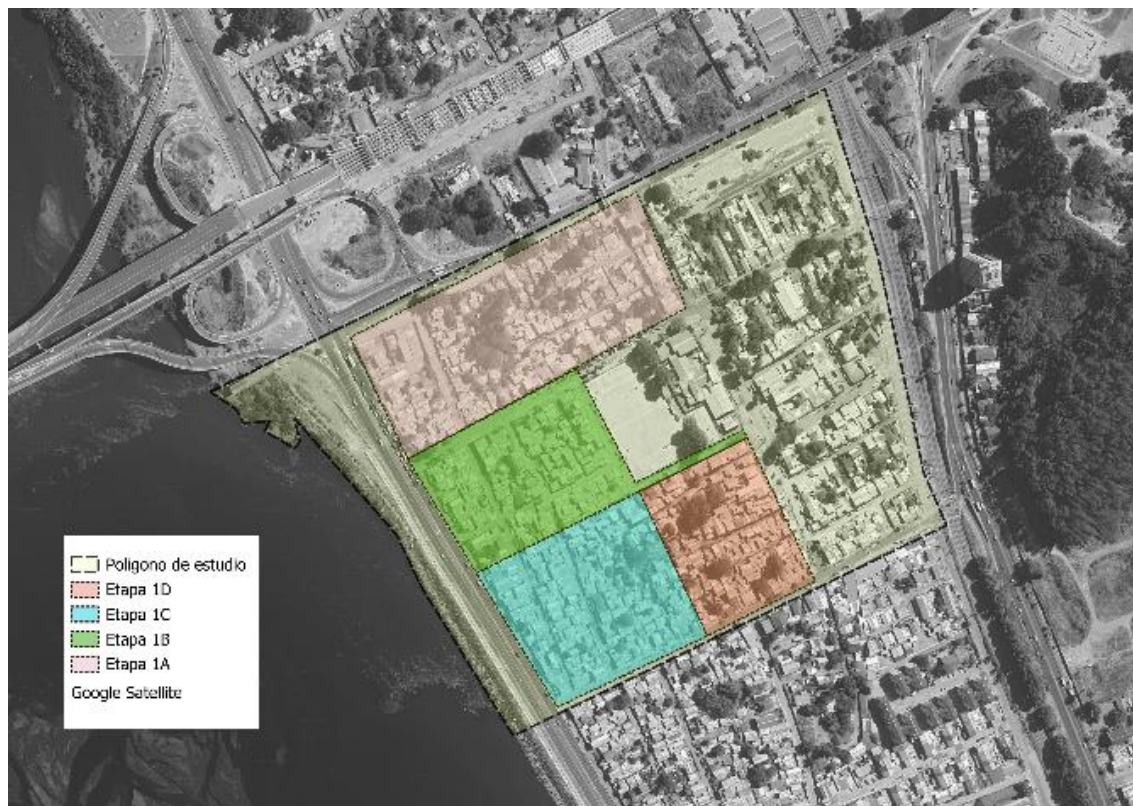 Poligono de estudio
Etapa 1D
Etapa 1C
Etapa 1B
Etapa 1A
Google Satellite